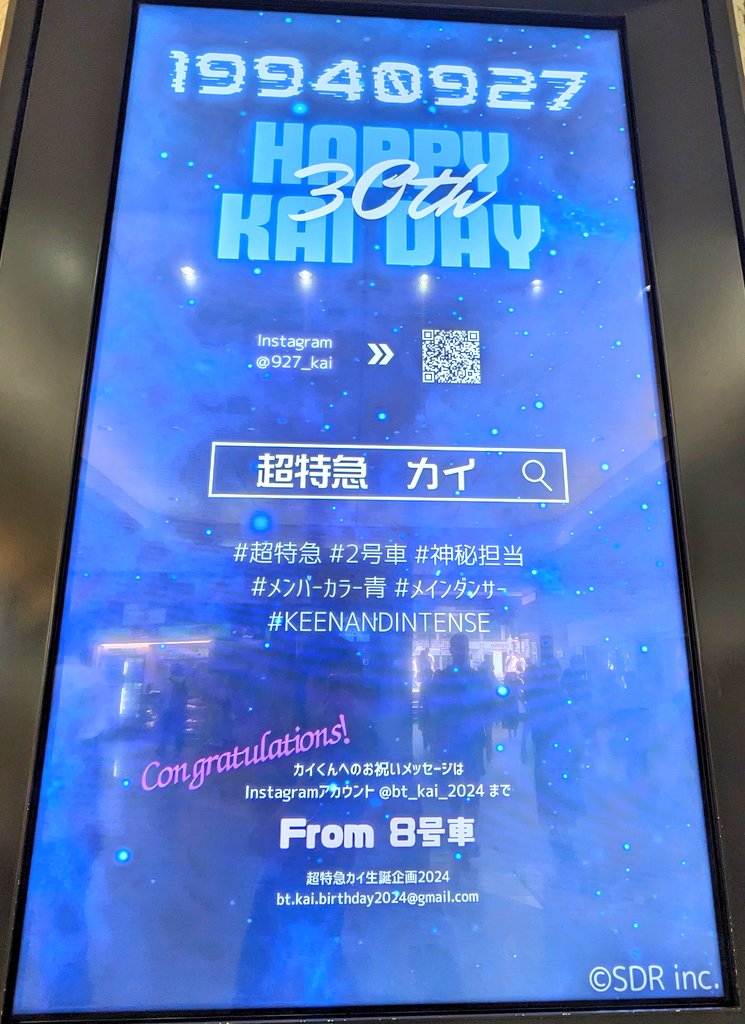 19940927
HAPPY
30th
KAI DAY
Instagram
@927_kai
超特急 カイ
#超特急 #2号車 #神秘担当
#メンバーカラー青 #メインダンサー
#KEENANDINTENSE
Congratulations!
カイくんへのお祝いメッセージは
Instagramアカウント @bt_kai_2024 まで
From 8号車
超特急カイ生誕企画2024
bt.kai.birthday2024@gmail.com
©SDR inc.